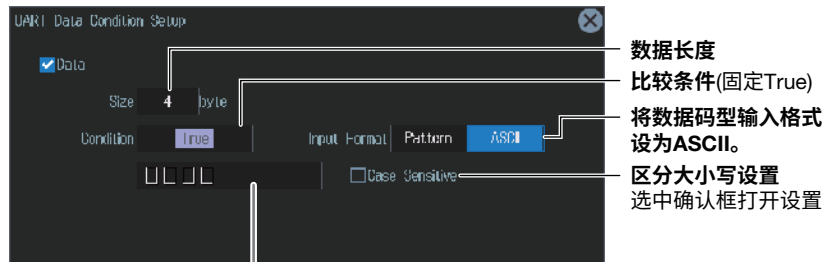 UART Data Condition Setup
数据长度
Data
比较条件(固定True)
Size 4 byte
将数据码型输入格式
设为ASCII。
Condition True Input Format Pattern ASCII
区分大小写设置
Case Sensitive
选中确认框打开设置